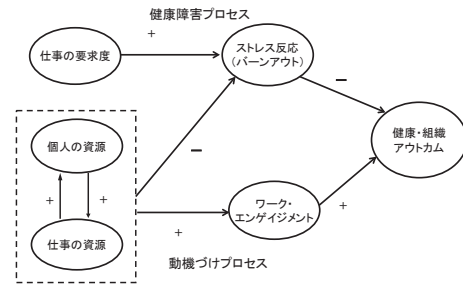 健康障害プロセス
+
仕事の要求度
ストレス反応
(バーンアウト)
−
個人の資源
+
+
仕事の資源
−
健康・組織
アウトカム
ワーク・
エンゲイジメント
+
+
動機づけプロセス